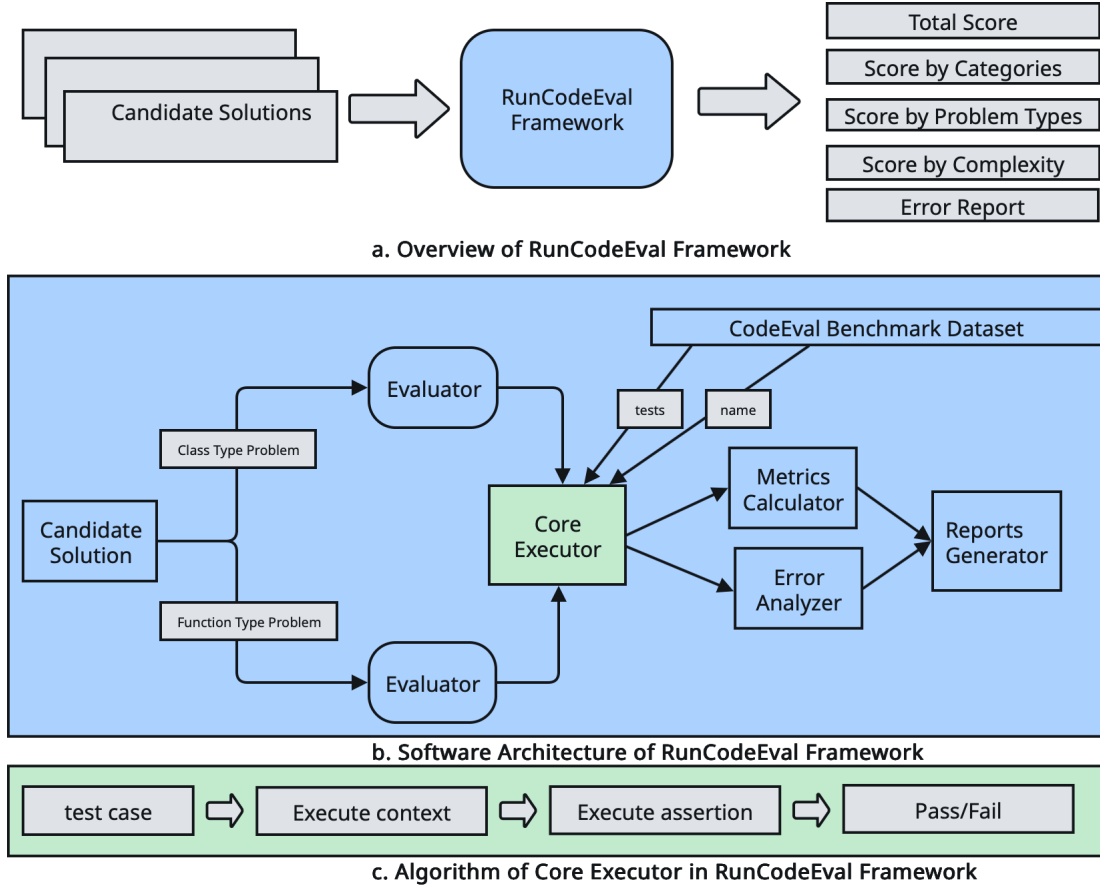 Total Score
Score by Categories
Candidate Solutions
RunCodeEval
Framework
Score by Problem Types
Score by Complexity
Error Report
a. Overview of RunCodeEval Framework
CodeEval Benchmark Dataset
Evaluator
tests
name
Class Type Problem
Metrics
Calculator
Candidate
Solution
Core
Executor
Reports
Generator
Error
Analyzer
Function Type Problem
Evaluator
b. Software Architecture of RunCodeEval Framework
test case
Execute context
Execute assertion
Pass/Fail
c. Algorithm of Core Executor in RunCodeEval Framework